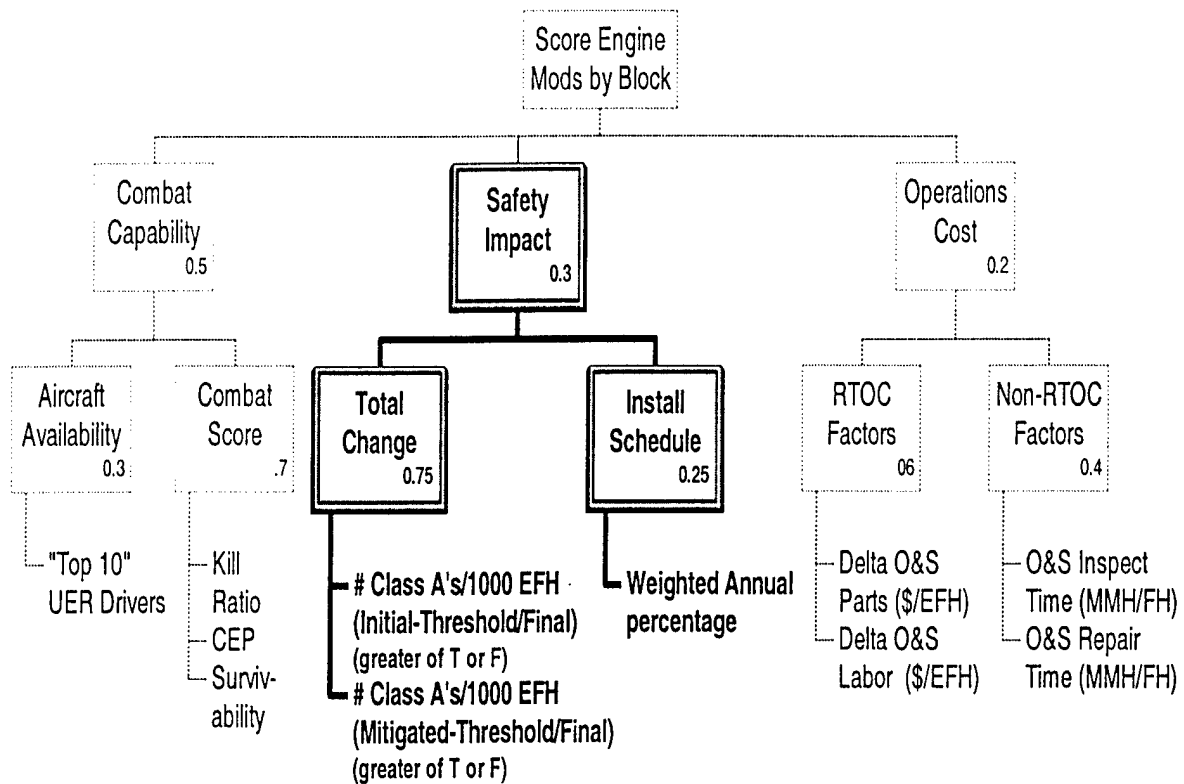 Score Engine
Mods by Block
Combat
Capability
0.5
Safety
Impact
0.3
Operations
Cost
0.2
Aircraft
Availability
0.3
Combat
Score
.7
Total
Change
0.75
Install
Schedule
0.25
RTOC
Factors
06
Non-RTOC
Factors
0.4
"Top 10"
UER Drivers
Kill
Ratio
CEP
Surviv-
ability
# Class A's/1000 EFH
(Initial-Threshold/Final)
(greater of T or F)
# Class A's/1000 EFH
(Mitigated-Threshold/Final)
(greater of T or F)
Weighted Annual
percentage
Delta O&S
Parts ($/EFH)
Delta O&S
Labor ($/EFH)
O&S Inspect
Time (MMH/FH)
O&S Repair
Time (MMH/FH)